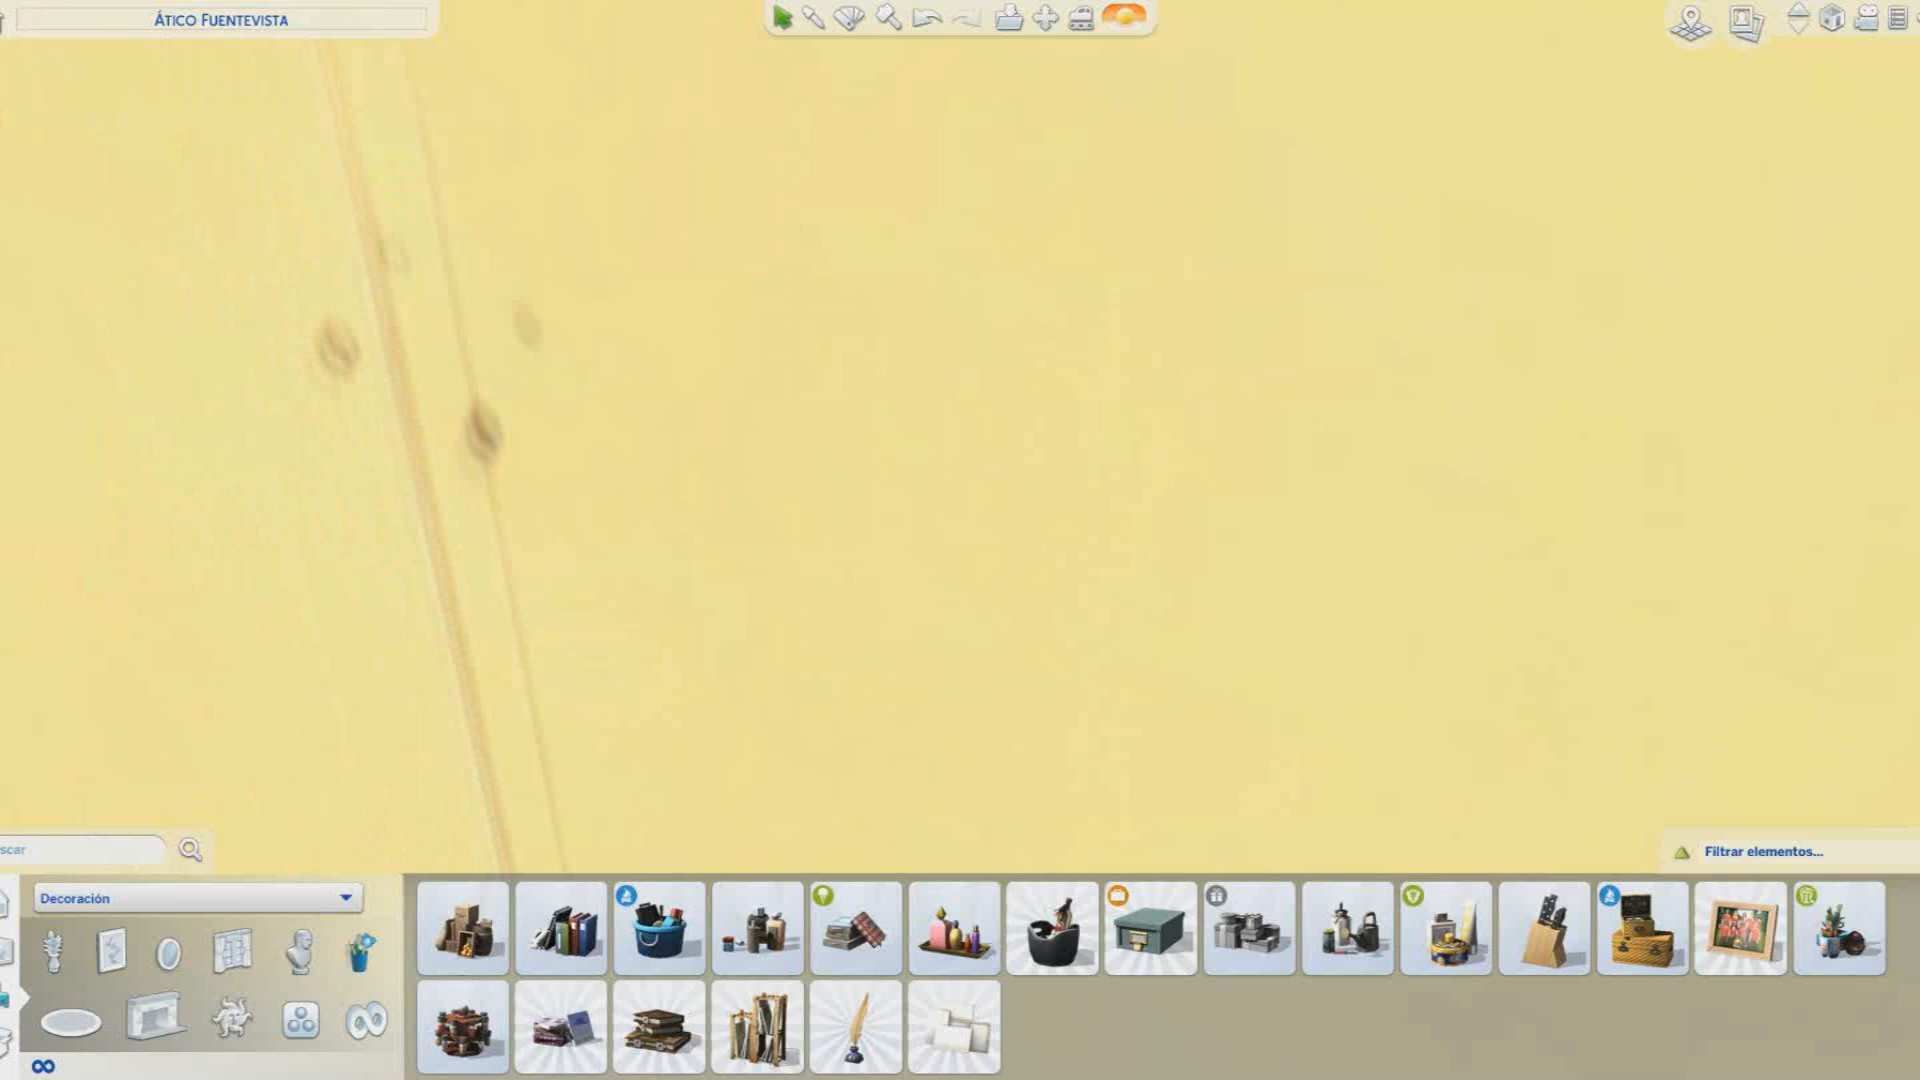 Ático Fuentevista
scar
Filtrar elementos...
Decoración